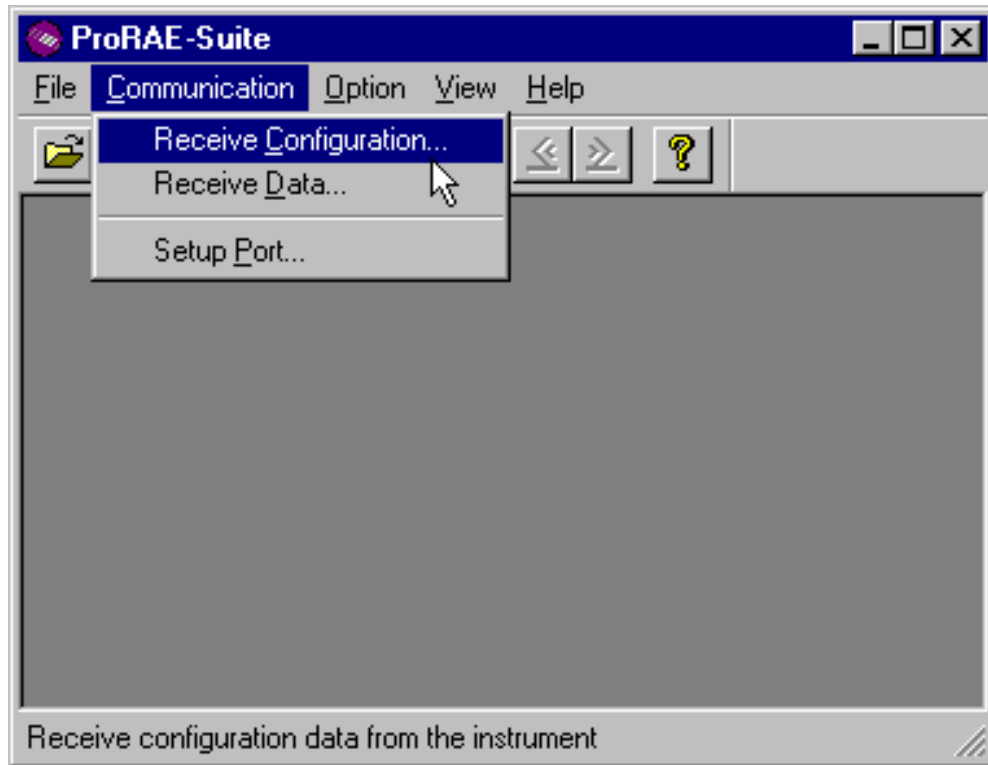 ProRAE-Suite
File Communication Option View Help
Receive Configuration...
Receive Data...
Setup Port...
Receive configuration data from the instrument